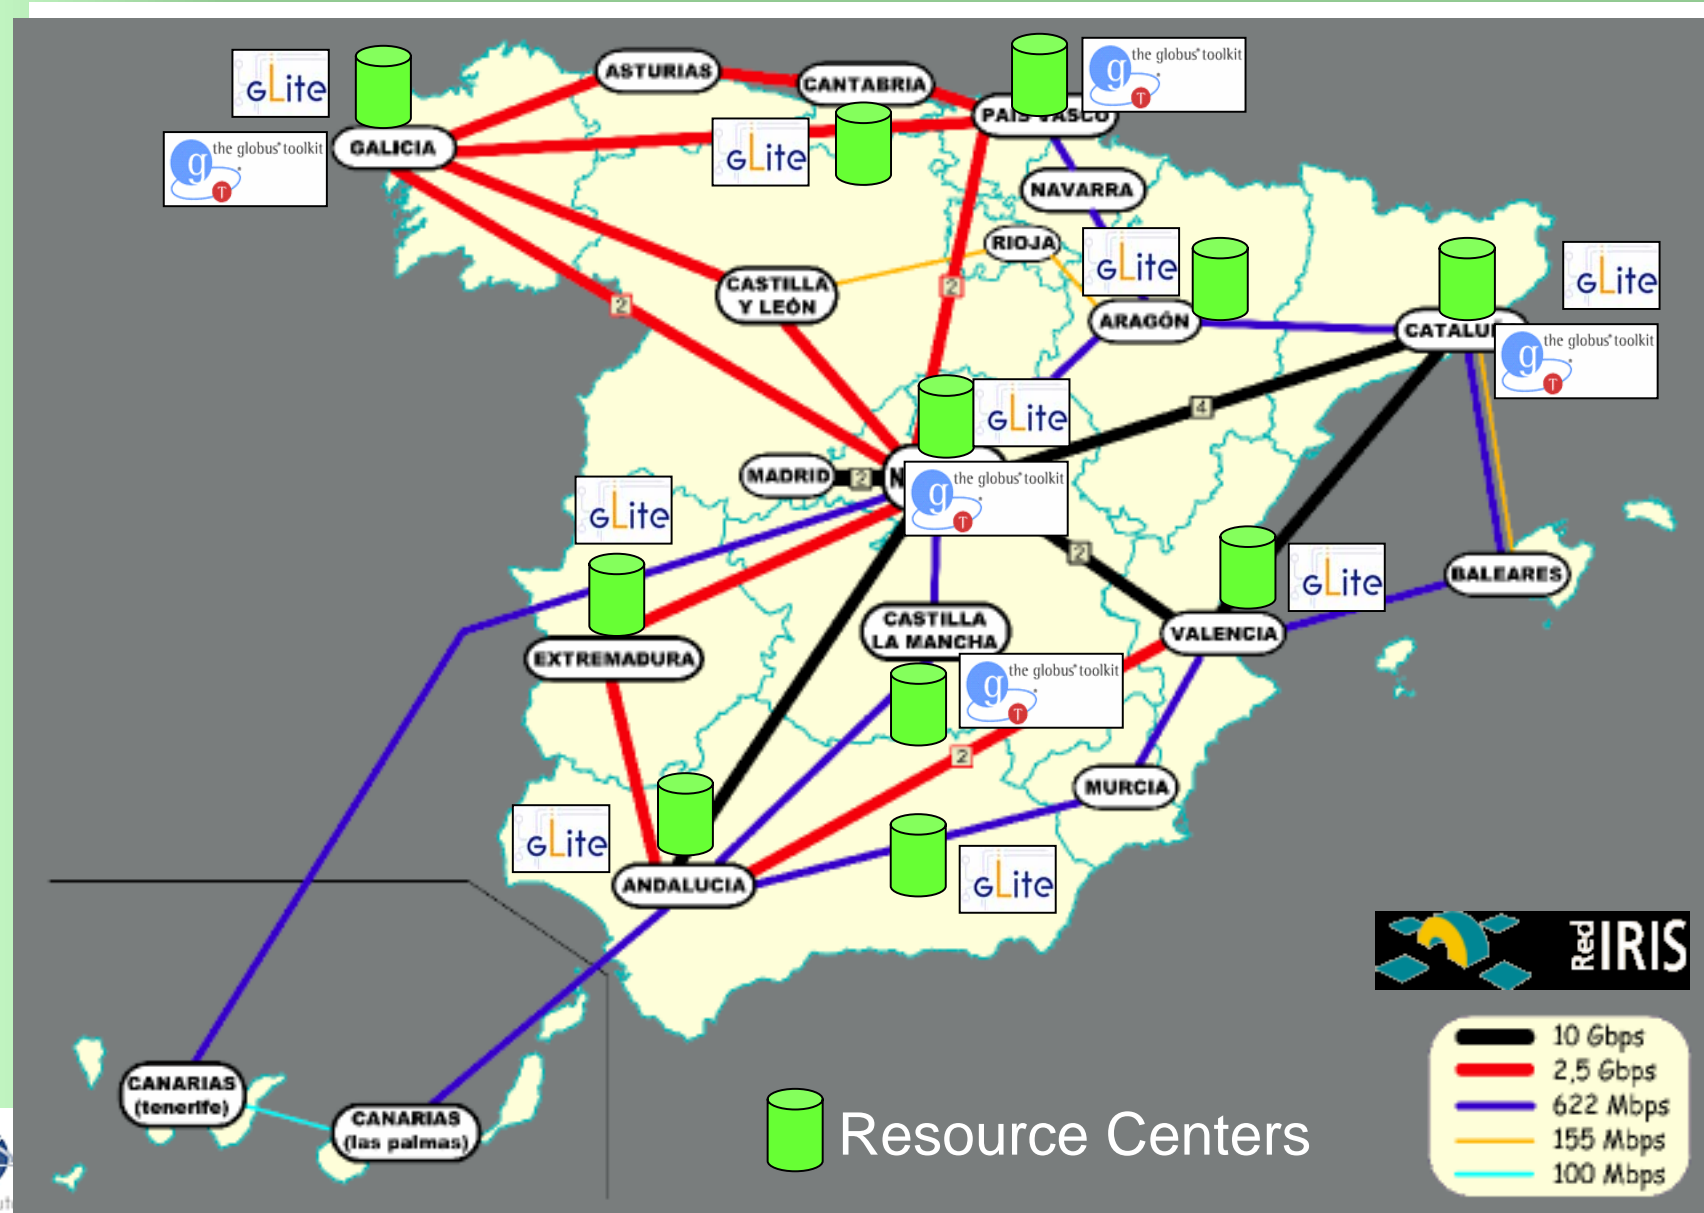 gLite
the globus® toolkit
g
T
GALICIA
ASTURIAS
CANTABRIA
gLite
PAIS VASCO
the globus® toolkit
g
T
NAVARRA
RIOJA
CASTILLA
Y LEÓN
2
2
gLite
ARAGÓN
gLite
CATALUÑ
the globus® toolkit
g
T
4
gLite
MADRID
2
N
the globus® toolkit
g
T
gLite
2
gLite
BALEARES
CASTILLA
LA MANCHA
VALENCIA
EXTREMADURA
the globus® toolkit
g
T
2
MURCIA
gLite
ANDALUCIA
gLite
Red IRIS
CANARIAS
(tenerife)
CANARIAS
(las palmas)
Resource Centers
10 Gbps
2,5 Gbps
622 Mbps
155 Mbps
100 Mbps